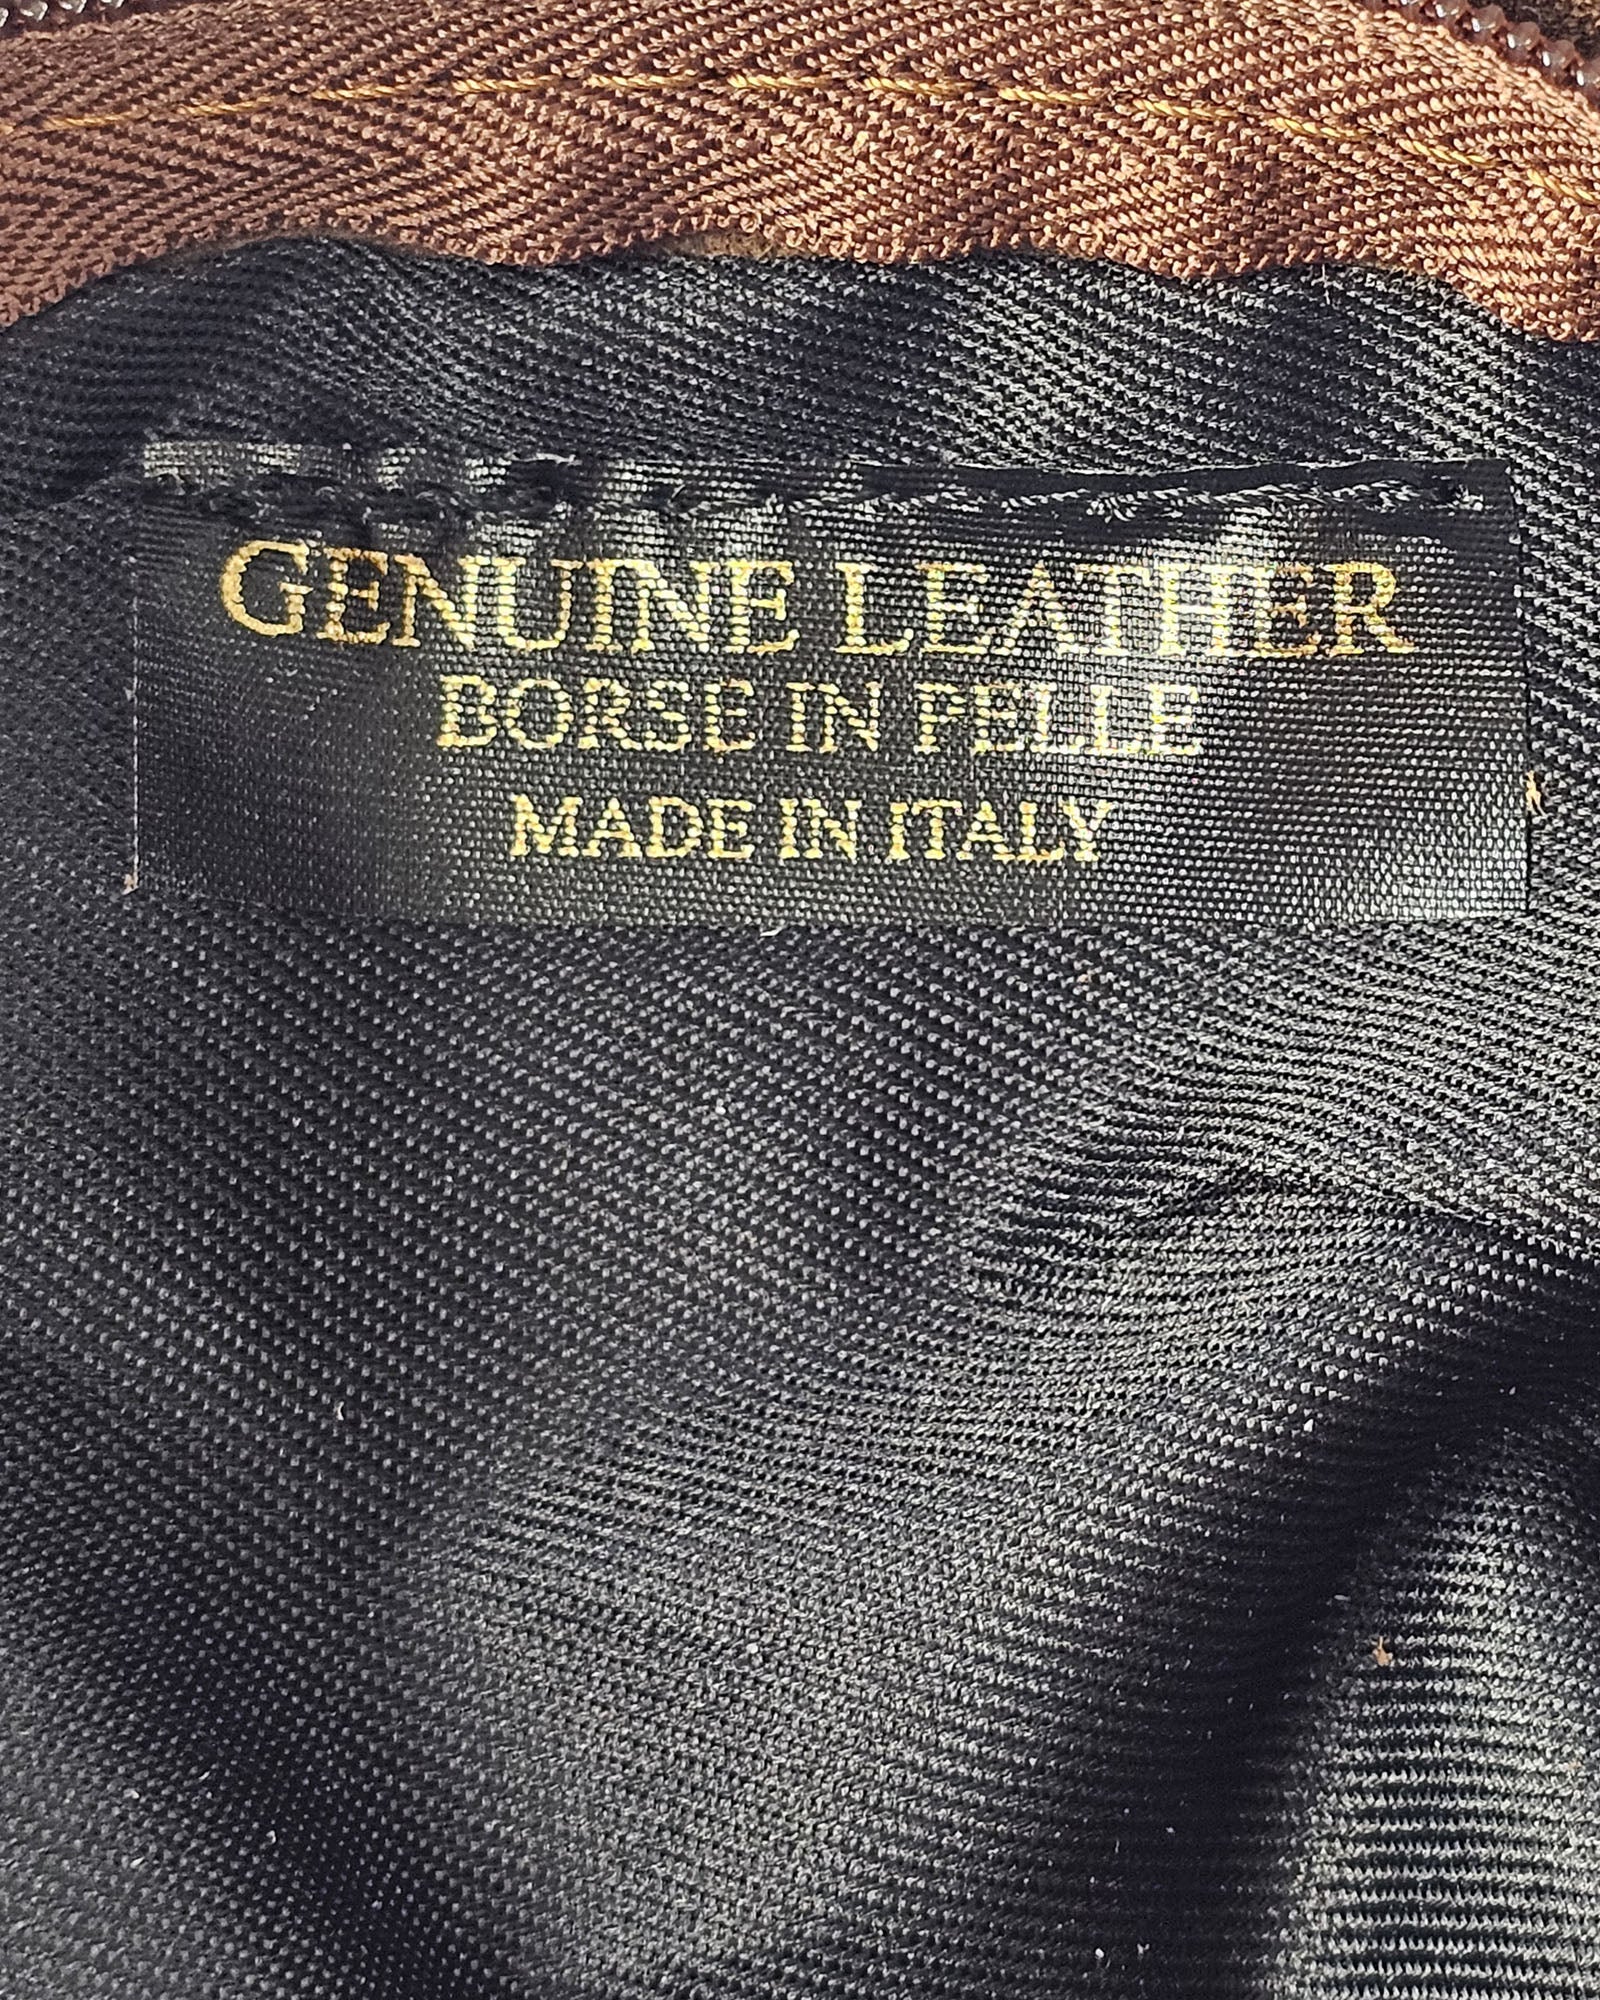 GENUINE LEATHER
BORSE IN PELLE
MADE IN ITALY